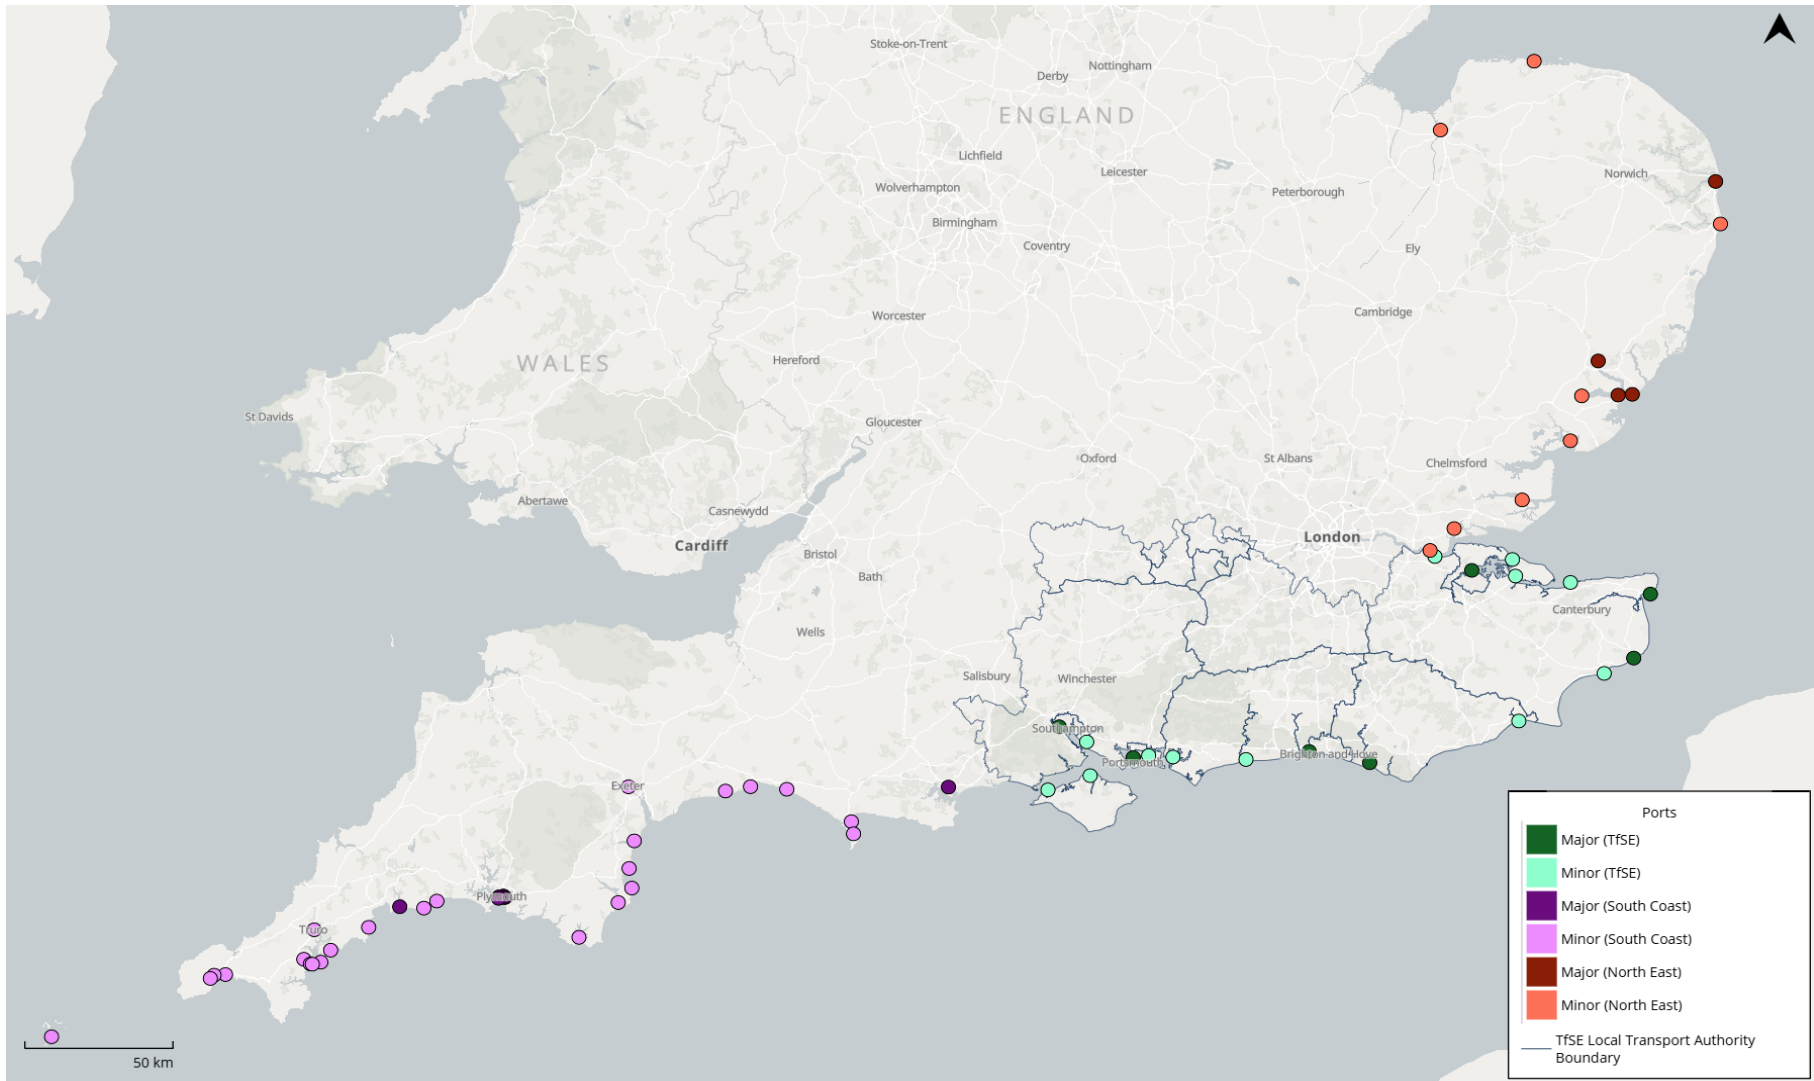 Stoke-on-Trent
Nottingham
Derby
ENGLAND
Lichfield
Leicester
Norwich
Wolverhampton
Peterborough
Birmingham
Coventry
Ely
Worcester
Cambridge
Hereford
WALES
St Davids
Gloucester
Oxford
St Albans
Chelmsford
Abertawe
Casnewydd
London
Cardiff
Bristol
Bath
Canterbury
Wells
Salisbury
Winchester
Southampton
Brighton and Hove
Portsmouth
Exeter
Plymouth
Truro
50 km
Ports
Major (TfSE)
Minor (TfSE)
Major (South Coast)
Minor (South Coast)
Major (North East)
Minor (North East)
TfSE Local Transport Authority
Boundary